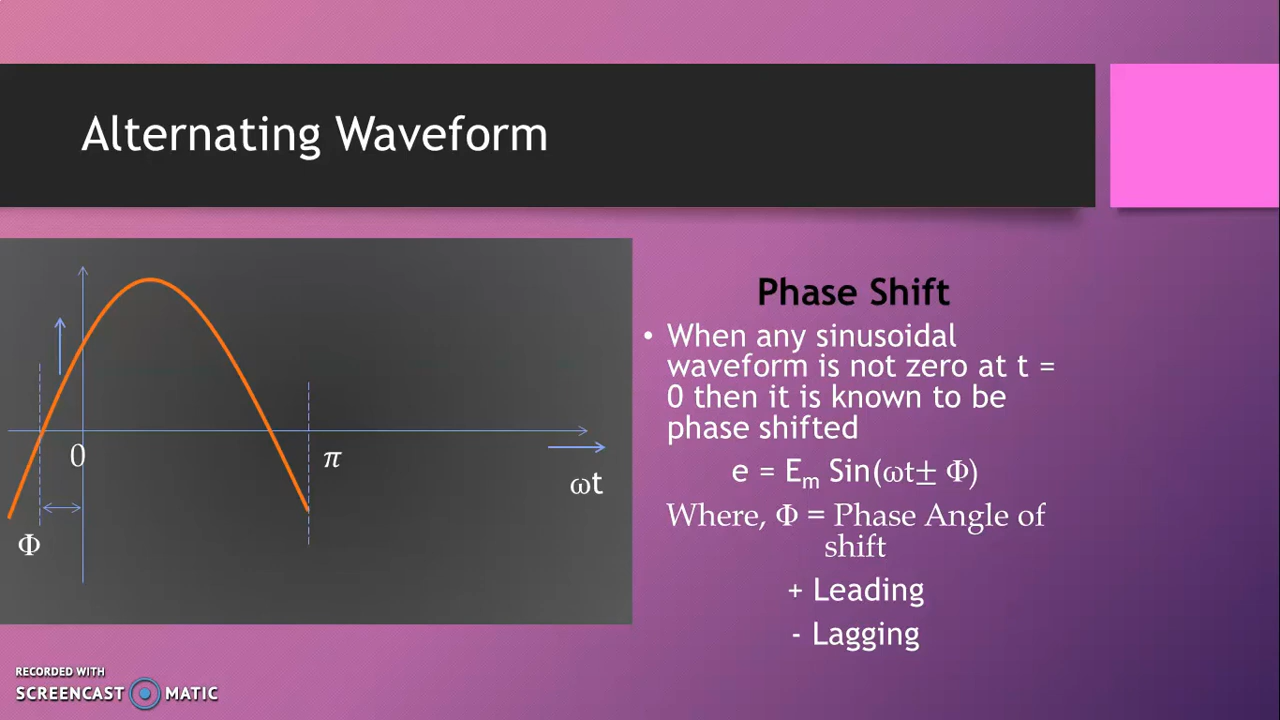 Alternating Waveform
0
π
ωt
Φ
Phase Shift
• When any sinusoidal
waveform is not zero at t =
0 then it is known to be
phase shifted
e = Eₘ Sin(ωt± Φ)
Where, Φ = Phase Angle of
shift
+ Leading
- Lagging
RECORDED WITH
SCREENCAST MATIC